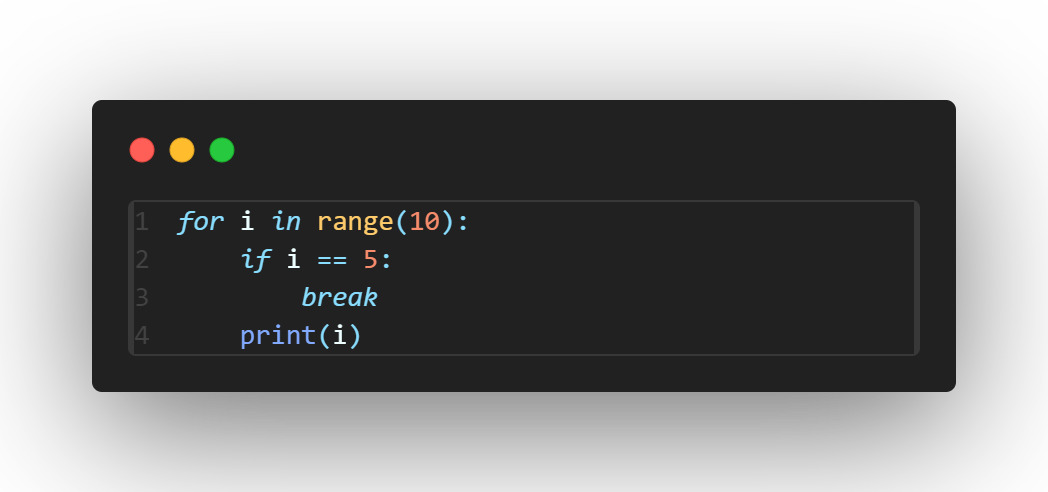 1 for i in range(10):
2     if i == 5:
3         break
4     print(i)